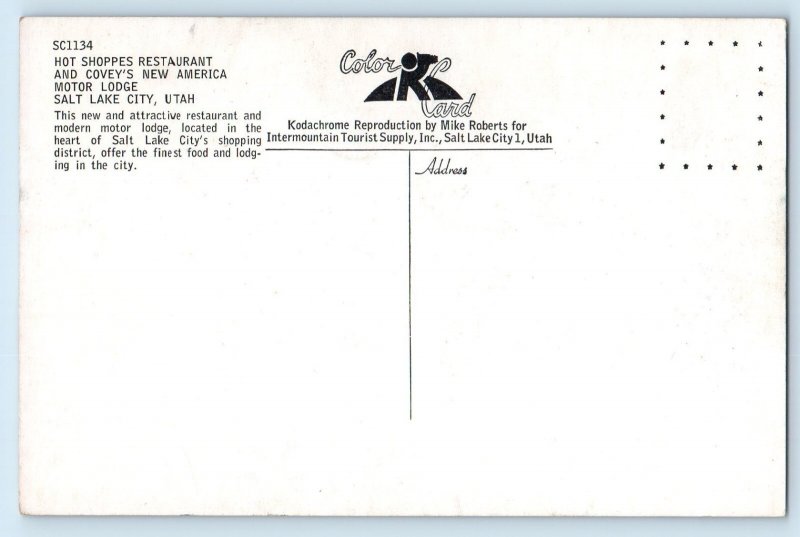 SC1134
HOT SHOPPES RESTAURANT
AND COVEY'S NEW AMERICA
MOTOR LODGE
SALT LAKE CITY, UTAH
This new and attractive restaurant and
modern motor lodge, located in the
heart of Salt Lake City's shopping
district, offer the finest food and lodg-
ing in the city.
Color
Card
Kodachrome Reproduction by Mike Roberts for
Intermountain Tourist Supply, Inc., Salt Lake City 1, Utah
Address